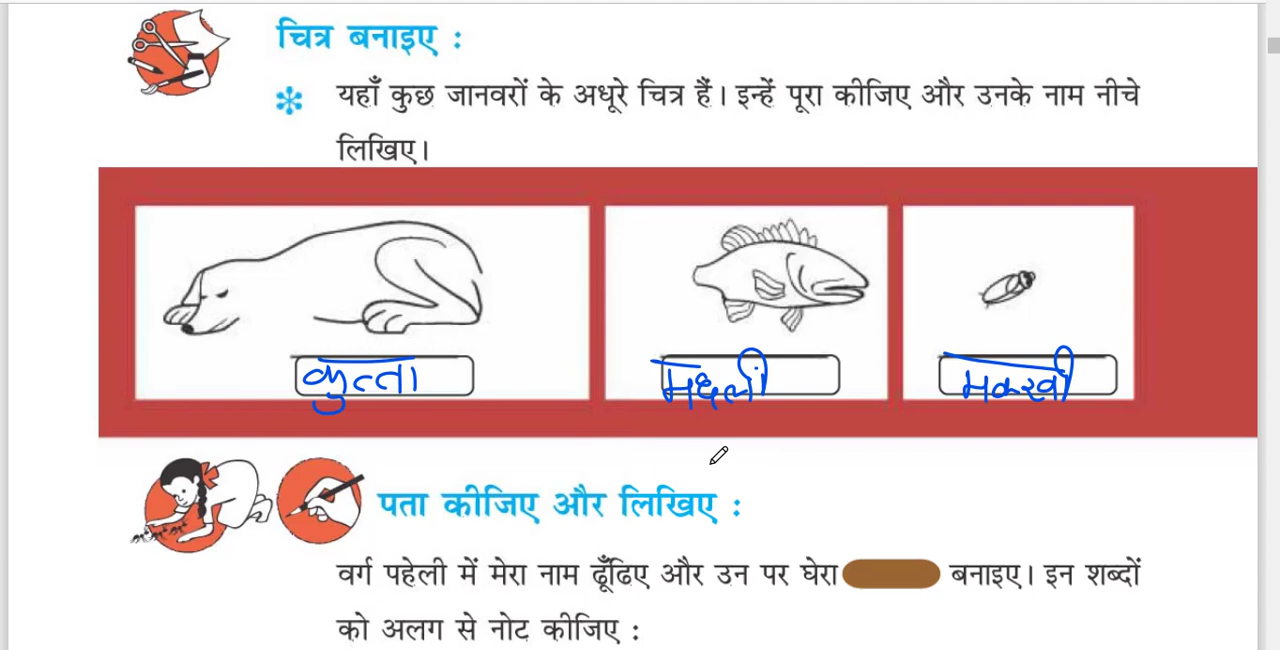 चित्र बनाइए :
यहाँ कुछ जानवरों के अधूरे चित्र हैं। इन्हें पूरा कीजिए और उनके नाम नीचे
लिखिए।
कुत्ता मछली मक्खी
पता कीजिए और लिखिए :
वर्ग पहेली में मेरा नाम ढूँढिए और उन पर घेरा बनाइए। इन शब्दों
को अलग से नोट कीजिए :